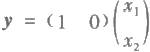 y = (1 0)(x₁
x₂)